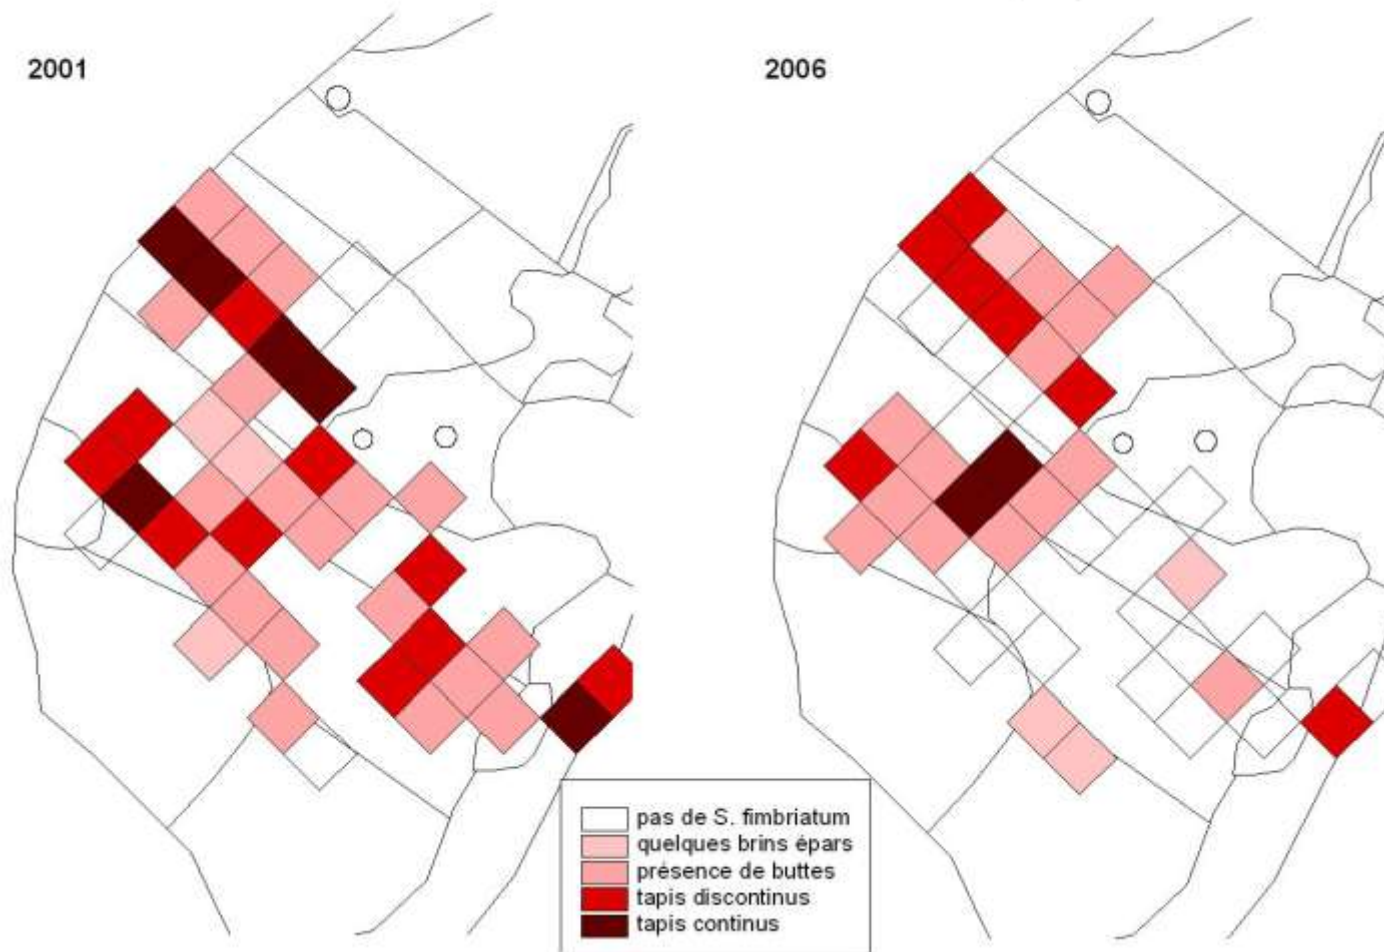 2001
2006
pas de S. fimbriatum
quelques brins épars
présence de buttes
tapis discontinus
tapis continus